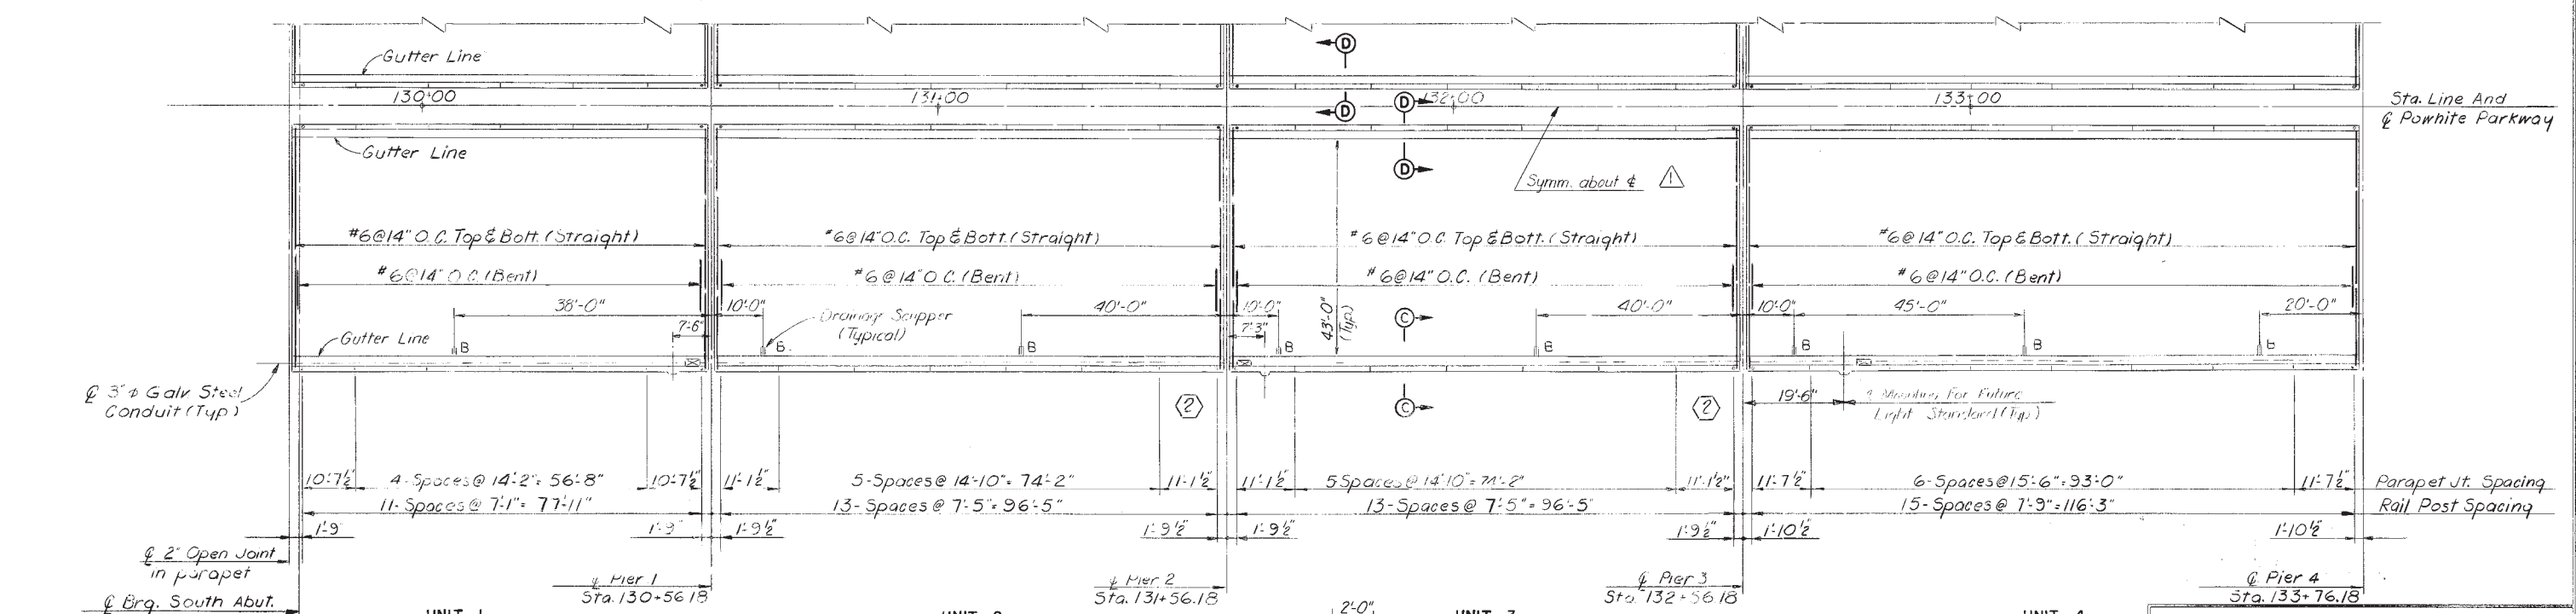 Gutter Line
130+00
131+00
132+00
133+00
Sta. Line And
℄ Powhite Parkway
D
D
D
D
Gutter Line
Symm. about ℄
1
#6@14" O.C. Top & Bott. (Straight)
#6@14" O.C. Top & Bott. (Straight)
#6@14" O.C. Top & Bott. (Straight)
#6@14" O.C. Top & Bott. (Straight)
#6@14" O.C. (Bent)
#6@14" O.C. (Bent)
#6@14" O.C. (Bent)
#6@14" O.C. (Bent)
38'-0"
10'-0"
40'-0"
10'-0"
40'-0"
10'-0"
45'-0"
20'-0"
7'-6"
Drainage Scupper
(Typical)
7'-3"
43'-0"
(Typ.)
C
Gutter Line
B
B
B
B
B
B
B
B
℄ 3"ϕ Galv Steel
Conduit (Typ)
2
C
2
19'-6"
℄ Mounting For Future
Light Standard (Typ)
10'-7½"
4-Spaces @ 14'-2" = 56'-8"
10'-7½"
11'-1½"
5-Spaces @ 14'-10" = 74'-2"
11'-1½"
11'-1½"
5 Spaces @ 14'-10" = 74'-2"
11'-1½"
11'-7½"
6-Spaces @ 15'-6" = 93'-0"
11'-7½"
Parapet Jt. Spacing
11-Spaces @ 7'-1" = 77'-11"
13-Spaces @ 7'-5" = 96'-5"
13-Spaces @ 7'-5" = 96'-5"
15-Spaces @ 7'-9" = 116'-3"
Rail Post Spacing
1'-9"
1'-9"
1'-9½"
1'-9½"
1'-9½"
1'-9½"
1'-10½"
1'-10½"
℄ 2" Open Joint
in parapet
℄ Pier 1
Sta. 130+56.18
℄ Pier 2
Sta. 131+56.18
℄ Pier 3
Sta. 132+56.18
℄ Pier 4
Sta. 133+76.18
℄ Brg. South Abut.
2'-0"